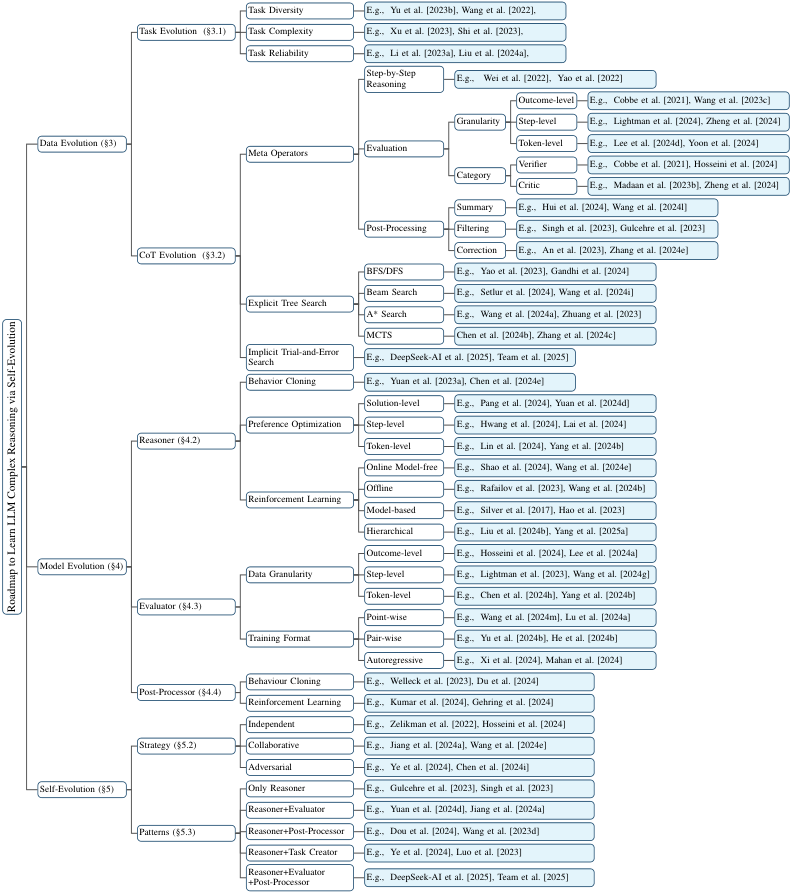 Roadmap to Learn LLM Complex Reasoning via Self-Evolution
Data Evolution (§3)
Task Evolution (§3.1)
Task Diversity
E.g., Yu et al. [2023b], Wang et al. [2022],
Task Complexity
E.g., Xu et al. [2023], Shi et al. [2023],
Task Reliability
E.g., Li et al. [2023a], Liu et al. [2024a],
CoT Evolution (§3.2)
Meta Operators
Step-by-Step
Reasoning
E.g., Wei et al. [2022], Yao et al. [2022]
Evaluation
Granularity
Outcome-level
E.g., Cobbe et al. [2021], Wang et al. [2023c]
Step-level
E.g., Lightman et al. [2024], Zheng et al. [2024]
Token-level
E.g., Lee et al. [2024d], Yoon et al. [2024]
Category
Verifier
E.g., Cobbe et al. [2021], Hosseini et al. [2024]
Critic
E.g., Madaan et al. [2023b], Zheng et al. [2024]
Post-Processing
Summary
E.g., Hui et al. [2024], Wang et al. [2024l]
Filtering
E.g., Singh et al. [2023], Gulcehre et al. [2023]
Correction
E.g., An et al. [2023], Zhang et al. [2024e]
Explicit Tree Search
BFS/DFS
E.g., Yao et al. [2023], Gandhi et al. [2024]
Beam Search
E.g., Setlur et al. [2024], Wang et al. [2024i]
A* Search
E.g., Wang et al. [2024a], Zhuang et al. [2023]
MCTS
Chen et al. [2024b], Zhang et al. [2024c]
Implicit Trial-and-Error
Search
E.g., DeepSeek-AI et al. [2025], Team et al. [2025]
Model Evolution (§4)
Reasoner (§4.2)
Behavior Cloning
E.g., Yuan et al. [2023a], Chen et al. [2024e]
Preference Optimization
Solution-level
E.g., Pang et al. [2024], Yuan et al. [2024d]
Step-level
E.g., Hwang et al. [2024], Lai et al. [2024]
Token-level
E.g., Lin et al. [2024], Yang et al. [2024b]
Reinforcement Learning
Online Model-free
E.g., Shao et al. [2024], Wang et al. [2024e]
Offline
E.g., Rafailov et al. [2023], Wang et al. [2024b]
Model-based
E.g., Silver et al. [2017], Hao et al. [2023]
Hierarchical
E.g., Liu et al. [2024b], Yang et al. [2025a]
Evaluator (§4.3)
Data Granularity
Outcome-level
E.g., Hosseini et al. [2024], Lee et al. [2024a]
Step-level
E.g., Lightman et al. [2023], Wang et al. [2024g]
Token-level
E.g., Chen et al. [2024h], Yang et al. [2024b]
Training Format
Point-wise
E.g., Wang et al. [2024m], Lu et al. [2024a]
Pair-wise
E.g., Yu et al. [2024b], He et al. [2024b]
Autoregressive
E.g., Xi et al. [2024], Mahan et al. [2024]
Post-Processor (§4.4)
Behaviour Cloning
E.g., Welleck et al. [2023], Du et al. [2024]
Reinforcement Learning
E.g., Kumar et al. [2024], Gehring et al. [2024]
Self-Evolution (§5)
Strategy (§5.2)
Independent
E.g., Zelikman et al. [2022], Hosseini et al. [2024]
Collaborative
E.g., Jiang et al. [2024a], Wang et al. [2024e]
Adversarial
E.g., Ye et al. [2024], Chen et al. [2024i]
Patterns (§5.3)
Only Reasoner
E.g., Gulcehre et al. [2023], Singh et al. [2023]
Reasoner+Evaluator
E.g., Yuan et al. [2024d], Jiang et al. [2024a]
Reasoner+Post-Processor
E.g., Dou et al. [2024], Wang et al. [2023d]
Reasoner+Task Creator
E.g., Ye et al. [2024], Luo et al. [2023]
Reasoner+Evaluator
+Post-Processor
E.g., DeepSeek-AI et al. [2025], Team et al. [2025]